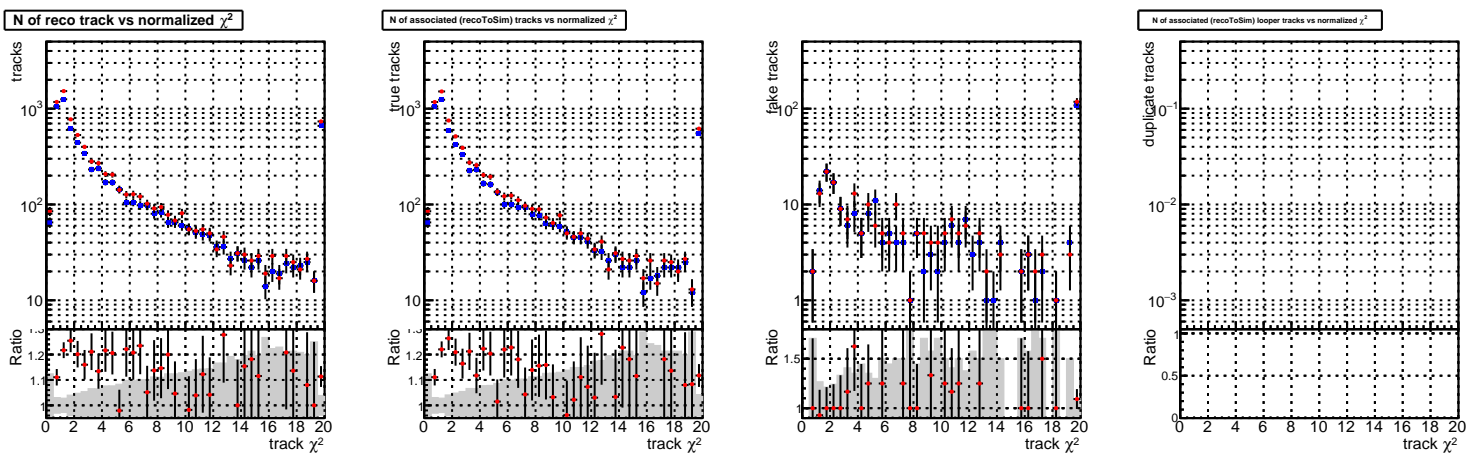 N of reco track vs normalized χ²
tracks
10³
10²
10
Ratio
1.3
1.2
1.1
1
0 2 4 6 8 10 12 14 16 18 20
track χ²
N of associated (recoToSim) tracks vs normalized χ²
true tracks
10³
10²
10
Ratio
1.3
1.2
1.1
1
0 2 4 6 8 10 12 14 16 18 20
track χ²
fake tracks
10²
10
1
Ratio
1.5
1
0 2 4 6 8 10 12 14 16 18 20
track χ²
N of associated (recoToSim) looper tracks vs normalized χ²
duplicate tracks
10⁻¹
10⁻²
10⁻³
Ratio
1
0.5
0
0 2 4 6 8 10 12 14 16 18 20
track χ²